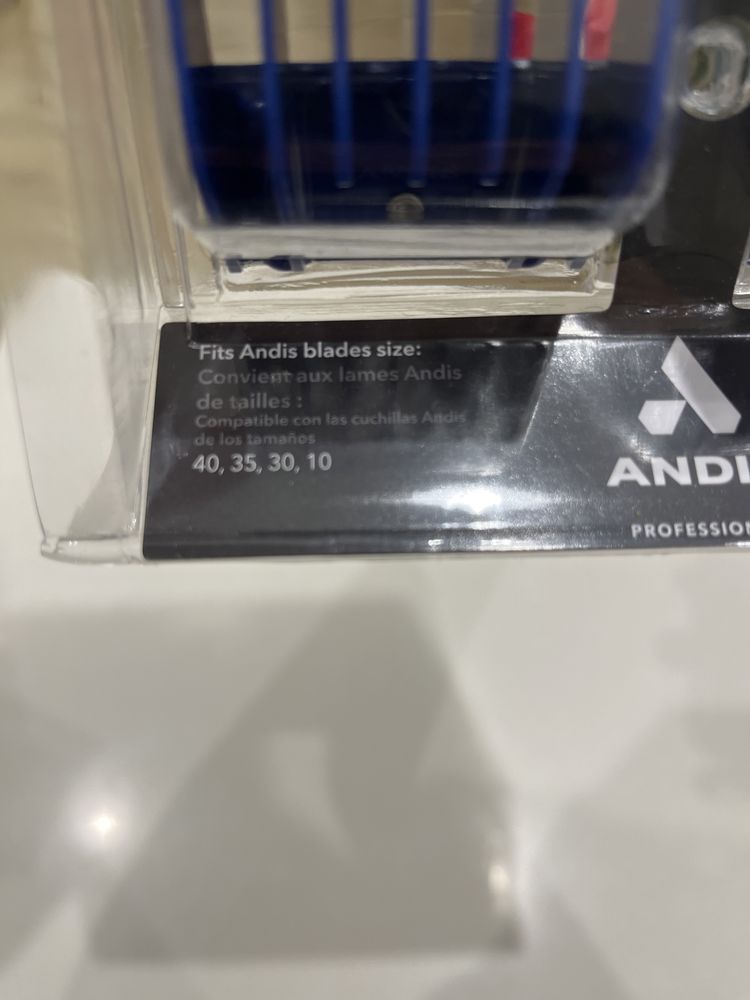 Fits Andis blades size:
Convient aux lames Andis
de tailles :
Compatible con las cuchillas Andis
de los tamaños
40, 35, 30, 10
ANDI
PROFESSION